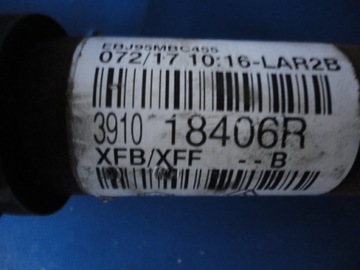 EBJ95MBC455
072/17 10:16-LAR2B
3910 18406R
XFB/XFF --B